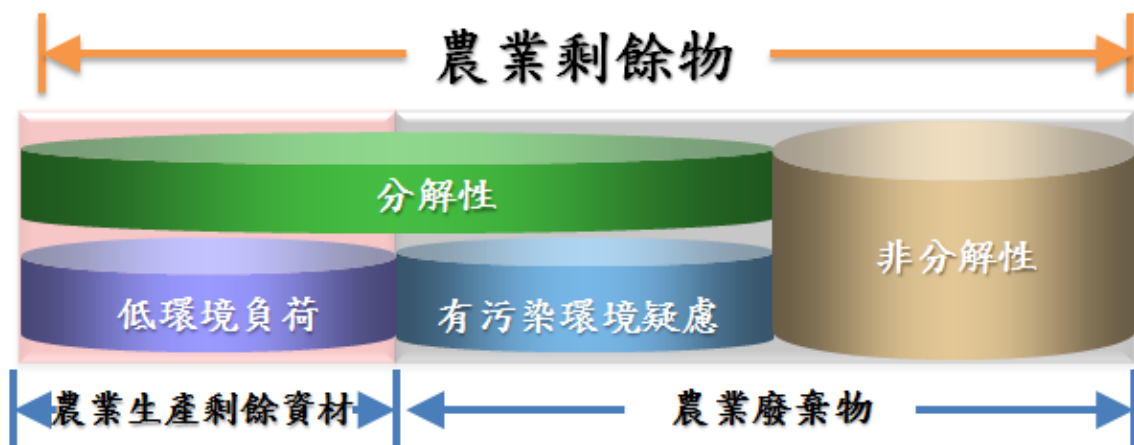 農業剩餘物
分解性
非分解性
低環境負荷
有污染環境疑慮
農業生產剩餘資材
農業廢棄物